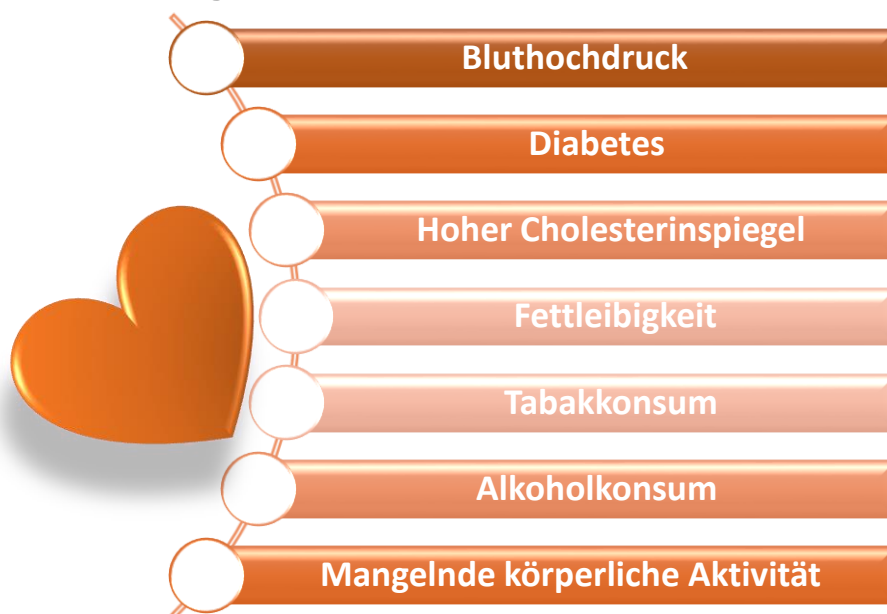 Bluthochdruck
Diabetes
Hoher Cholesterinspiegel
Fettleibigkeit
Tabakkonsum
Alkoholkonsum
Mangelnde körperliche Aktivität